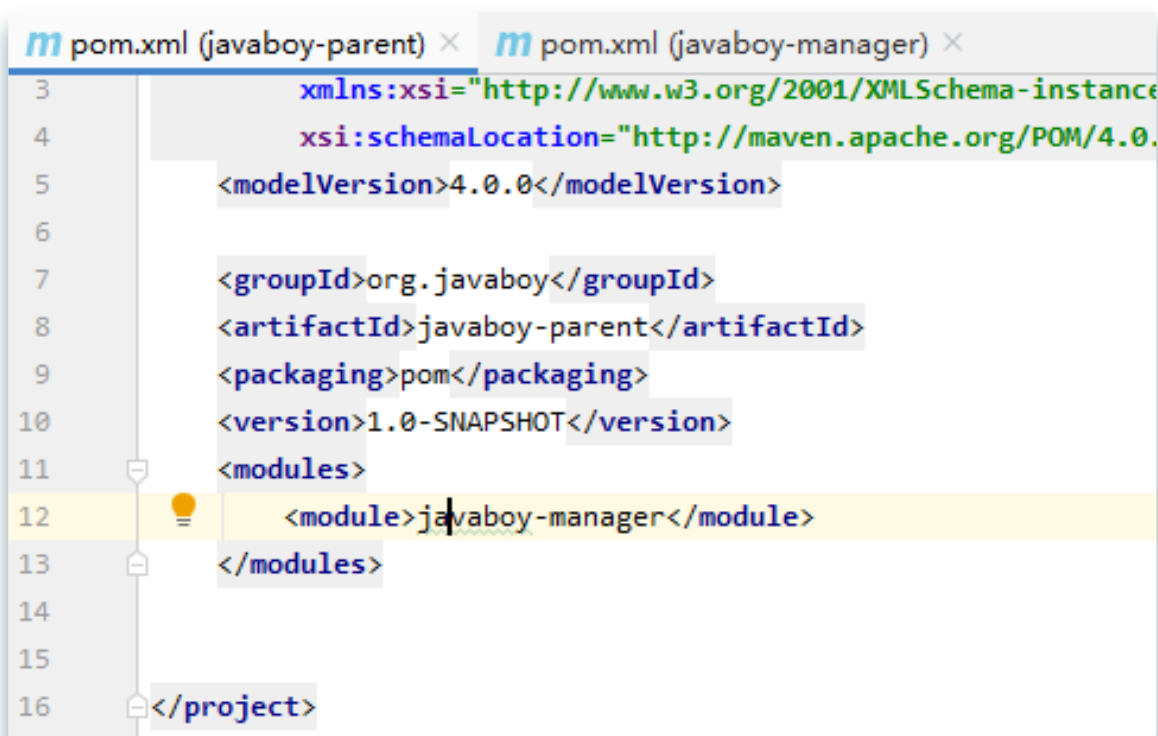 m pom.xml (javaboy-parent) × m pom.xml (javaboy-manager) ×
3 xmlns:xsi="http://www.w3.org/2001/XMLSchema-instance
4 xsi:schemaLocation="http://maven.apache.org/POM/4.0.
5 <modelVersion>4.0.0</modelVersion>
6
7 <groupId>org.javaboy</groupId>
8 <artifactId>javaboy-parent</artifactId>
9 <packaging>pom</packaging>
10 <version>1.0-SNAPSHOT</version>
11 <modules>
12 <module>javaboy-manager</module>
13 </modules>
14
15
16 </project>